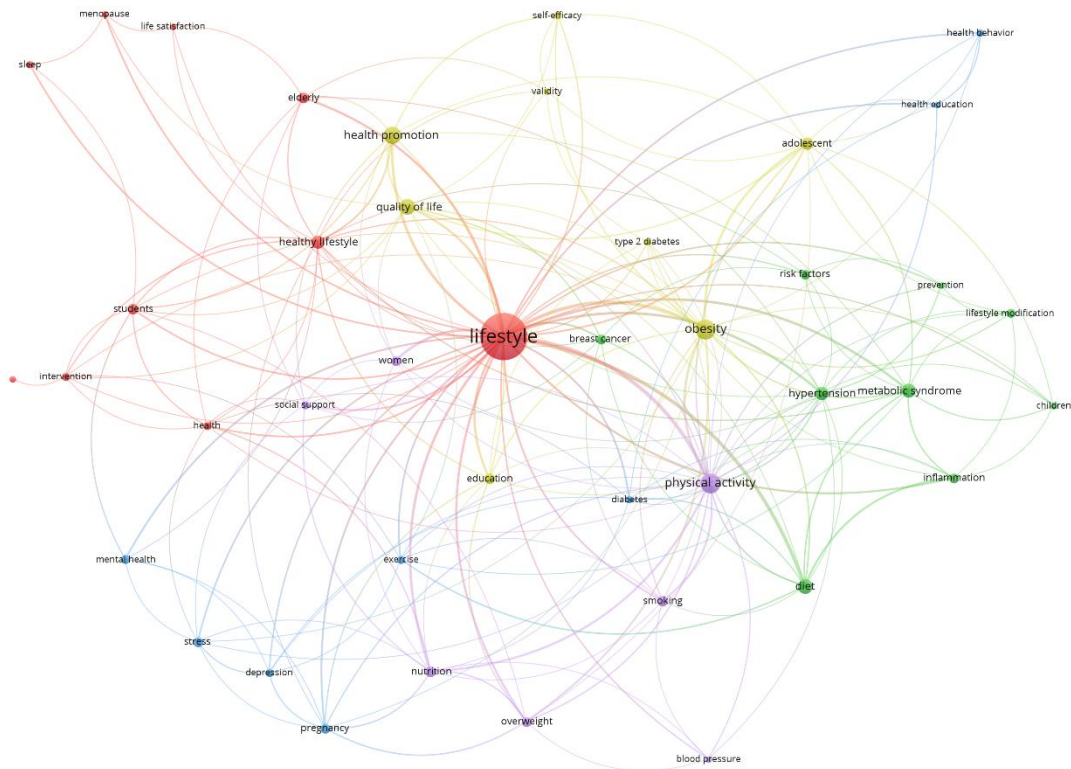 menopause
self-efficacy
life satisfaction
health behavior
sleep
validity
elderly
health education
health promotion
adolescent
quality of life
healthy lifestyle
type 2 diabetes
risk factors
prevention
students
lifestyle modification
obesity
lifestyle
breast cancer
women
intervention
hypertension
metabolic syndrome
social support
children
health
education
physical activity
inflammation
diabetes
mental health
exercise
diet
smoking
stress
depression
nutrition
overweight
pregnancy
blood pressure